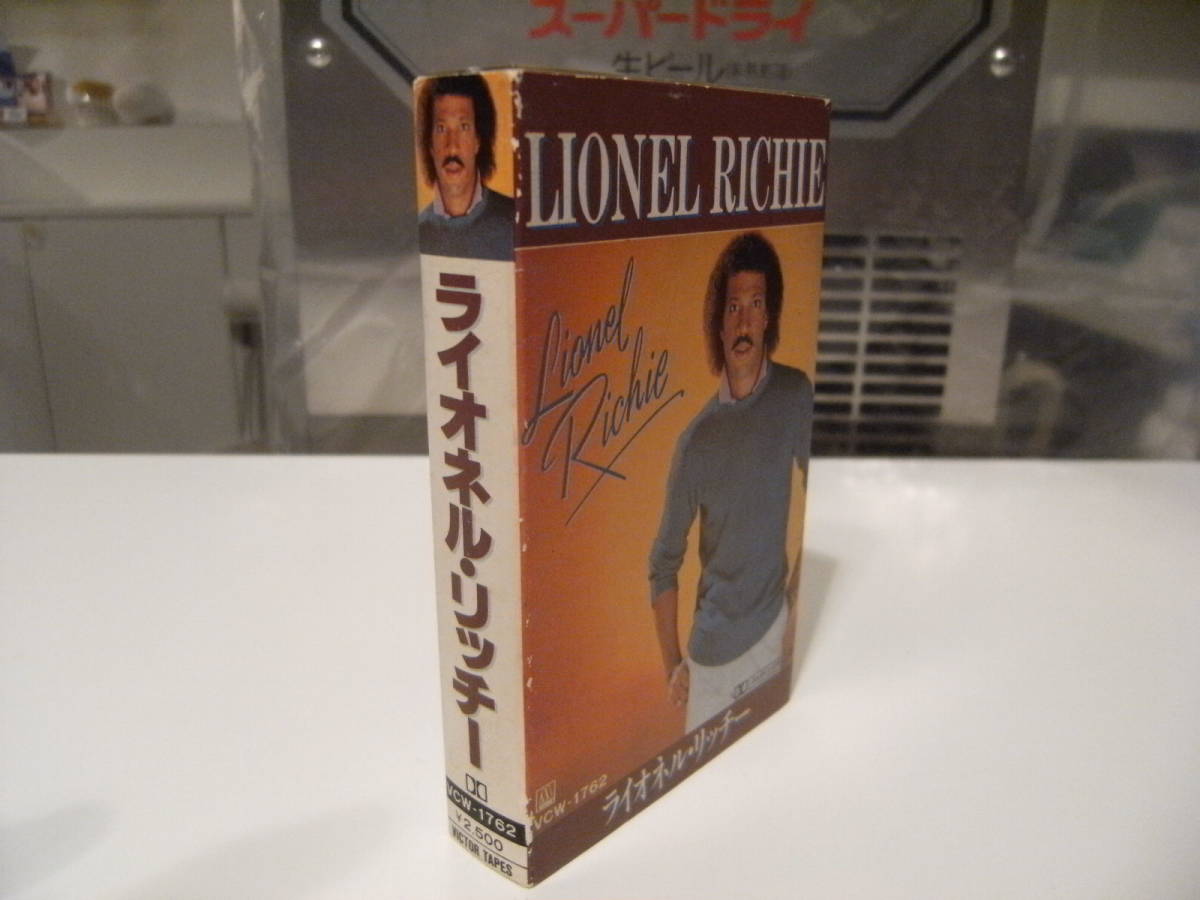 スーパードライ
生ビール
LIONEL RICHIE
Lionel
Richie
VCW-1762
ライオネル・リッチー
ライオネル・リッチー
VCW-1762
¥2,500
VICTOR TAPES